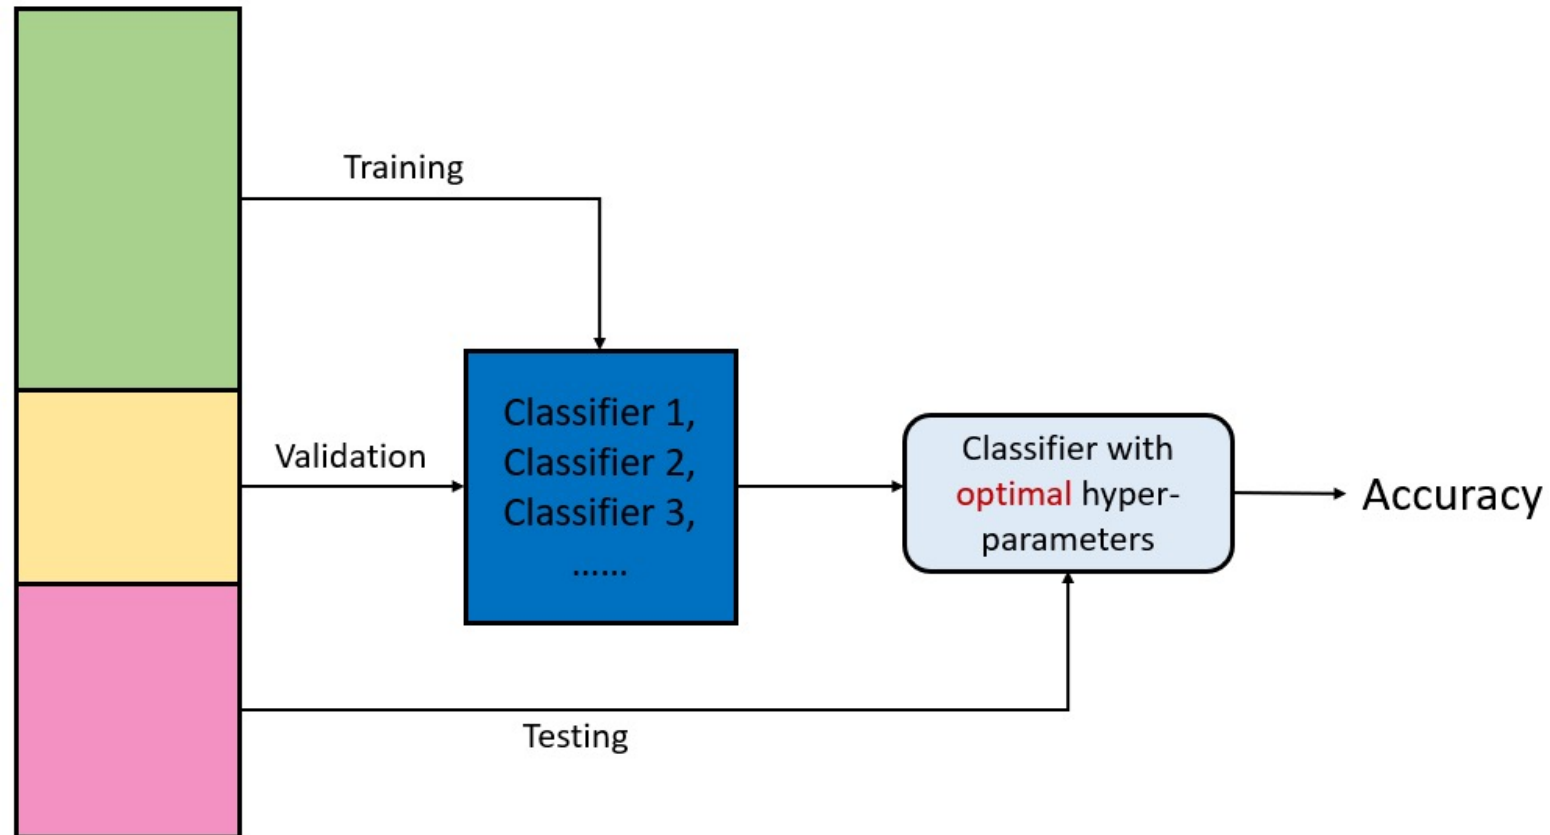 Training
Validation
Classifier 1,
Classifier 2,
Classifier 3,
......
Classifier with
optimal hyper-
parameters
Accuracy
Testing